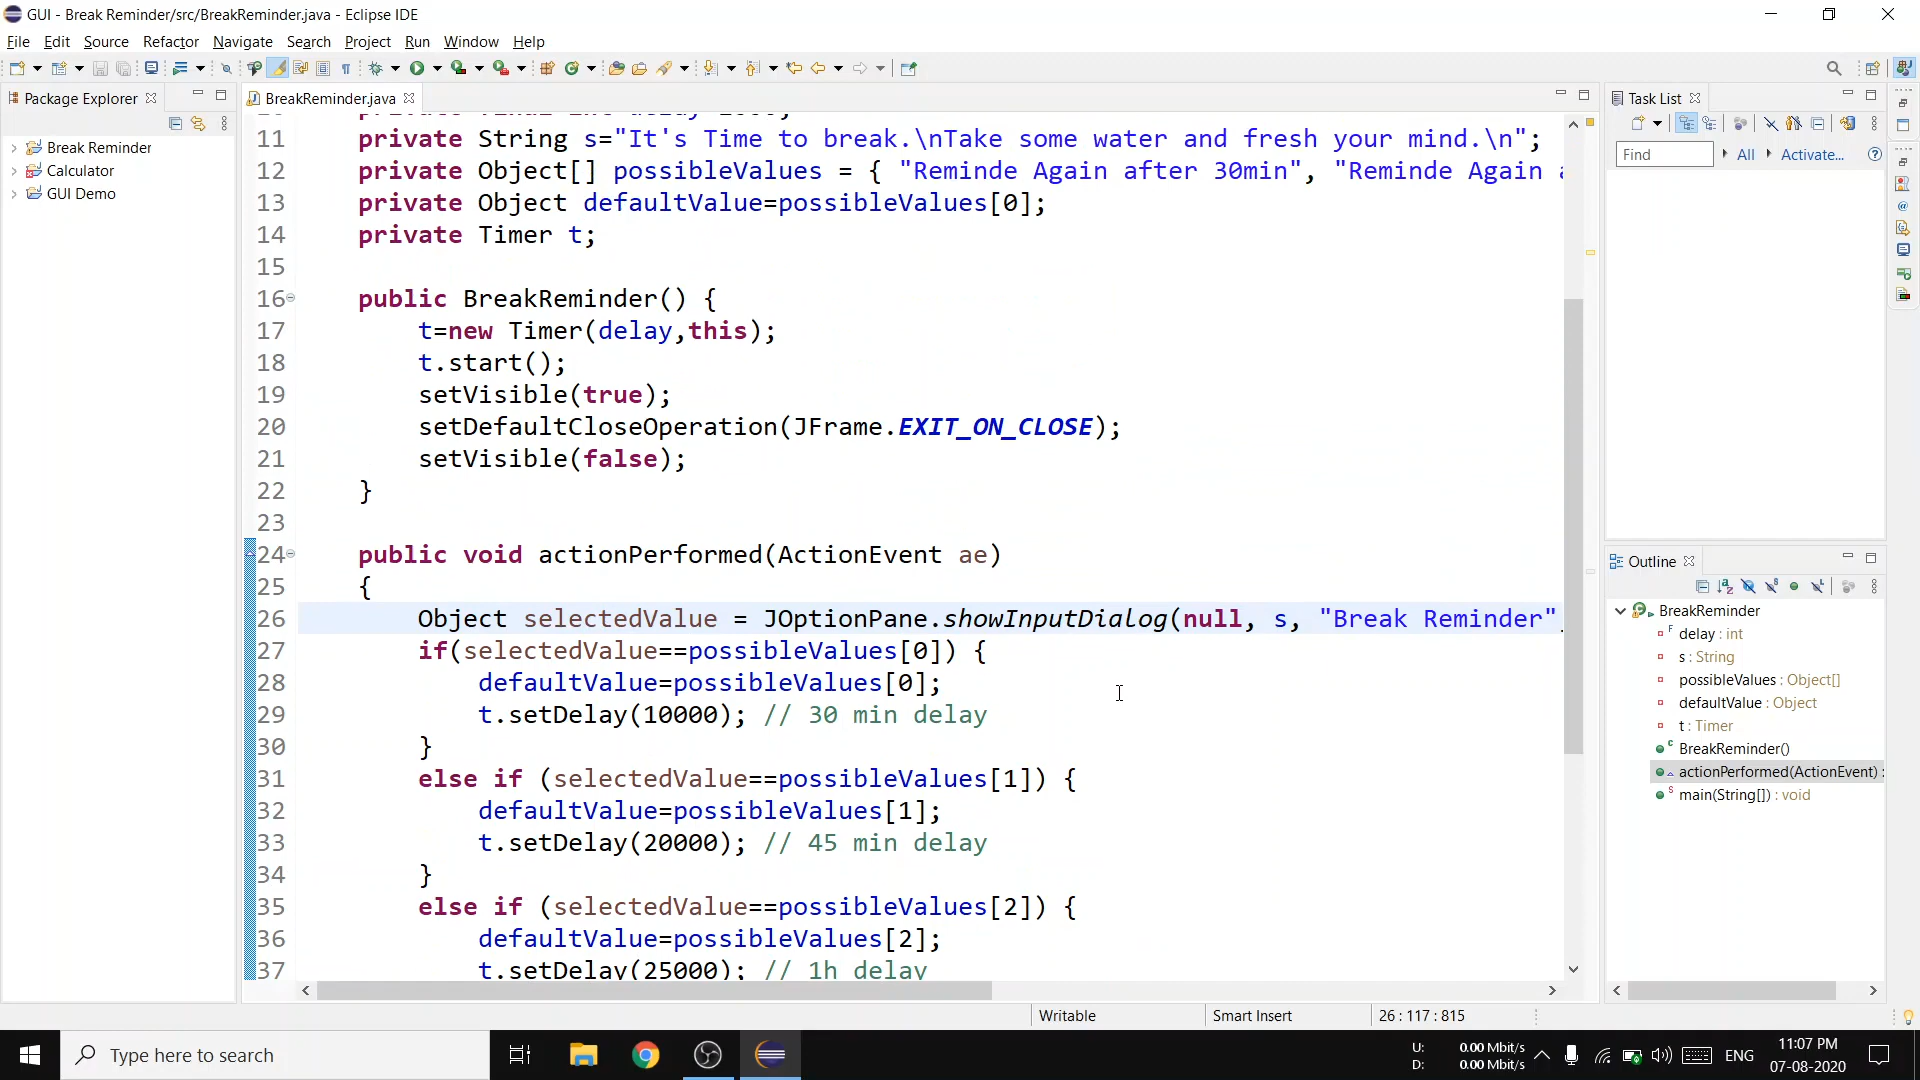 GUI - Break Reminder/src/BreakReminder.java - Eclipse IDE
File Edit Source Refactor Navigate Search Project Run Window Help
Package Explorer
Break Reminder
Calculator
GUI Demo
BreakReminder.java
11 private String s="It's Time to break.\nTake some water and fresh your mind.\n";
12 private Object[] possibleValues = { "Reminde Again after 30min", "Reminde Again
13 private Object defaultValue=possibleValues[0];
14 private Timer t;
15
16 public BreakReminder() {
17 t=new Timer(delay,this);
18 t.start();
19 setVisible(true);
20 setDefaultCloseOperation(JFrame.EXIT_ON_CLOSE);
21 setVisible(false);
22 }
23
24 public void actionPerformed(ActionEvent ae)
25 {
26 Object selectedValue = JOptionPane.showInputDialog(null, s, "Break Reminder"
27 if(selectedValue==possibleValues[0]) {
28 defaultValue=possibleValues[0];
29 t.setDelay(10000); // 30 min delay
30 }
31 else if (selectedValue==possibleValues[1]) {
32 defaultValue=possibleValues[1];
33 t.setDelay(20000); // 45 min delay
34 }
35 else if (selectedValue==possibleValues[2]) {
36 defaultValue=possibleValues[2];
37 t.setDelay(25000); // 1h delay
Task List
Find All Activate...
Outline
BreakReminder
delay : int
s : String
possibleValues : Object[]
defaultValue : Object
t : Timer
BreakReminder()
actionPerformed(ActionEvent) :
main(String[]) : void
Writable Smart Insert 26 : 117 : 815
Type here to search
U: 0.00 Mbit/s
D: 0.00 Mbit/s
ENG
11:07 PM
07-08-2020